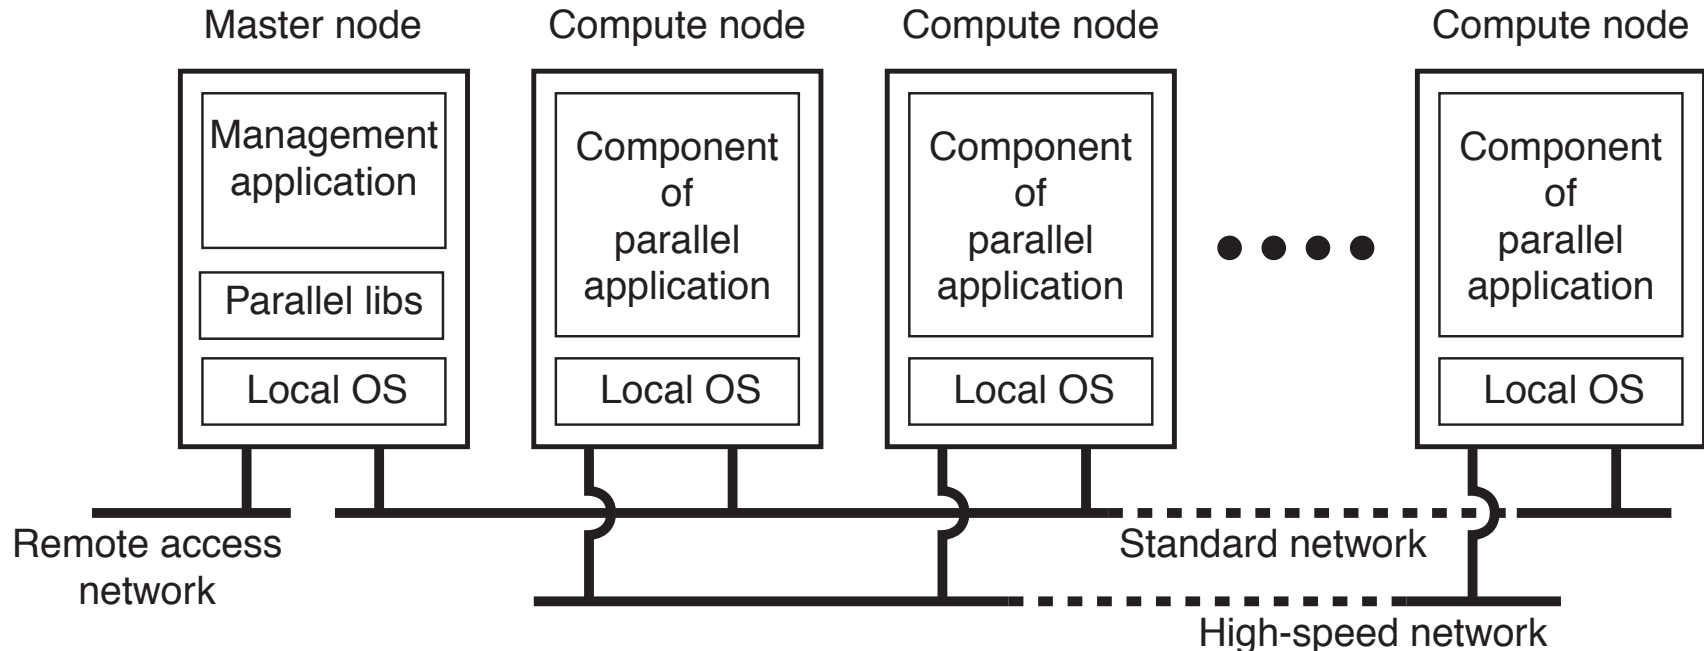 Master node
Compute node
Compute node
Compute node
Management
application
Parallel libs
Local OS
Component
of
parallel
application
Local OS
Component
of
parallel
application
Local OS
Component
of
parallel
application
Local OS
Remote access
network
Standard network
High-speed network